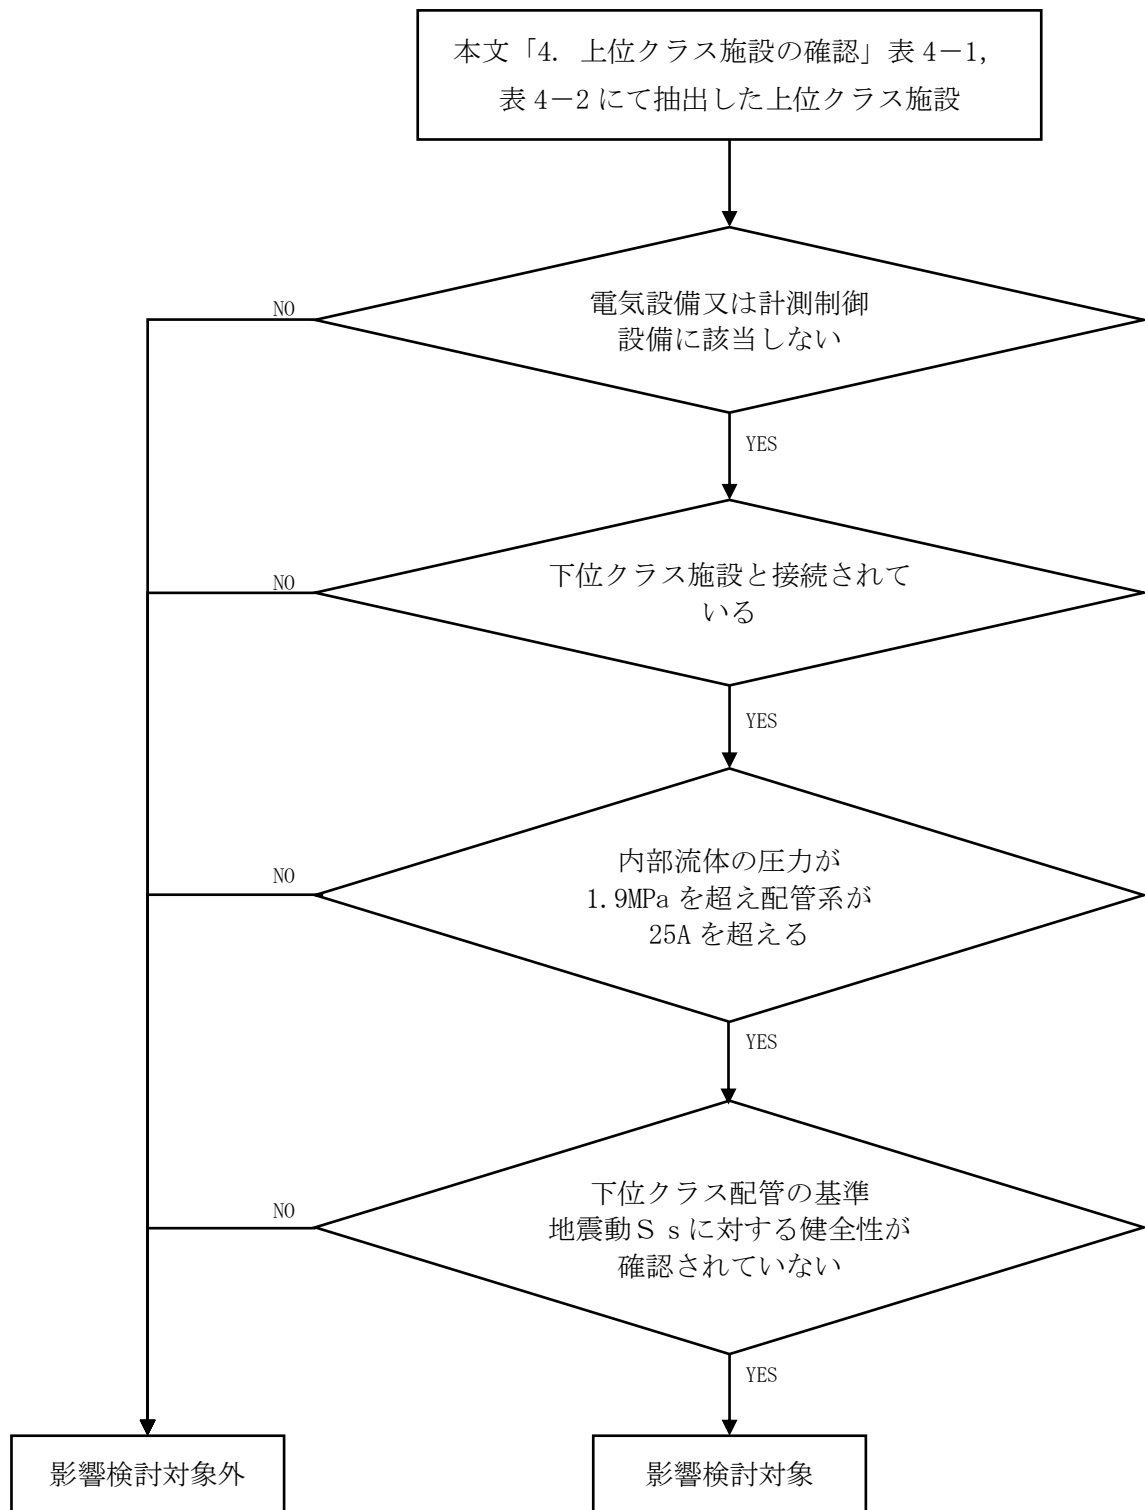 本文「4. 上位クラス施設の確認」表 4－1,
表 4－2 にて抽出した上位クラス施設
電気設備又は計測制御
設備に該当しない
NO
YES
下位クラス施設と接続されて
いる
NO
YES
内部流体の圧力が
1.9MPa を超え配管系が
25A を超える
NO
YES
下位クラス配管の基準
地震動Ｓｓに対する健全性が
確認されていない
NO
YES
影響検討対象外
影響検討対象